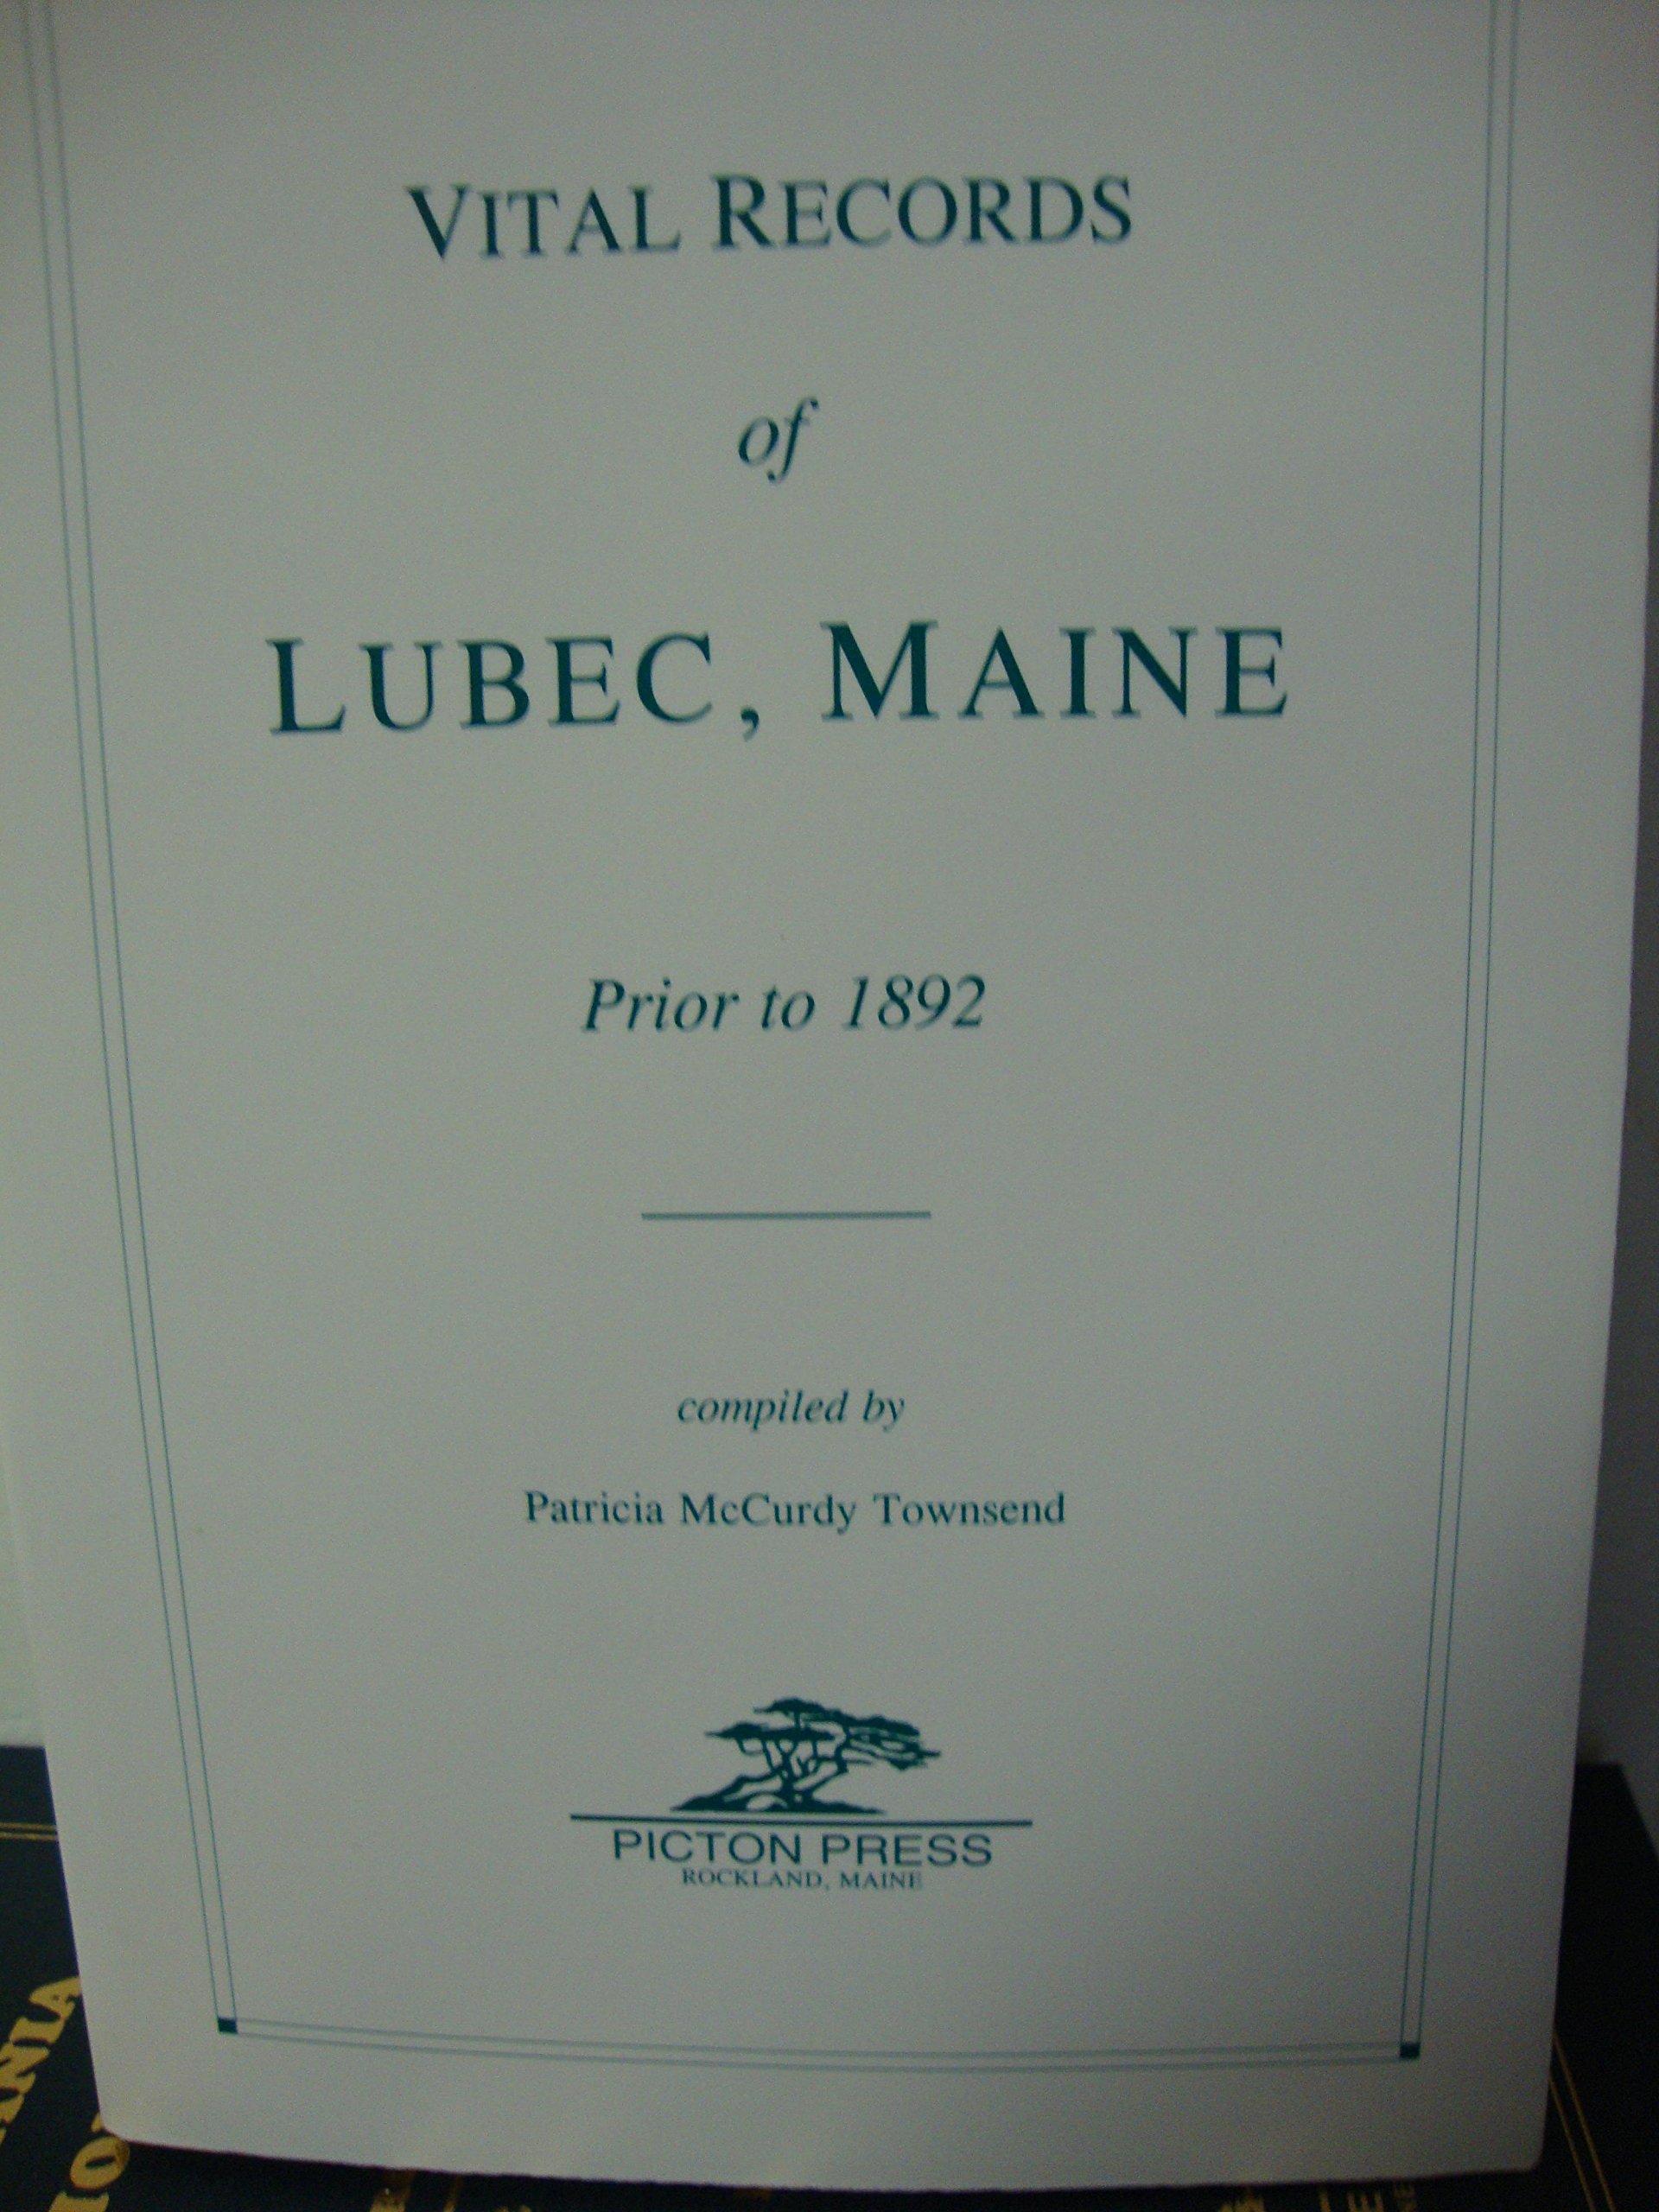 VITAL RECORDS
of
LUBEC, MAINE
Prior to 1892
compiled by
Patricia McCurdy Townsend
PICTON PRESS
ROCKLAND, MAINE